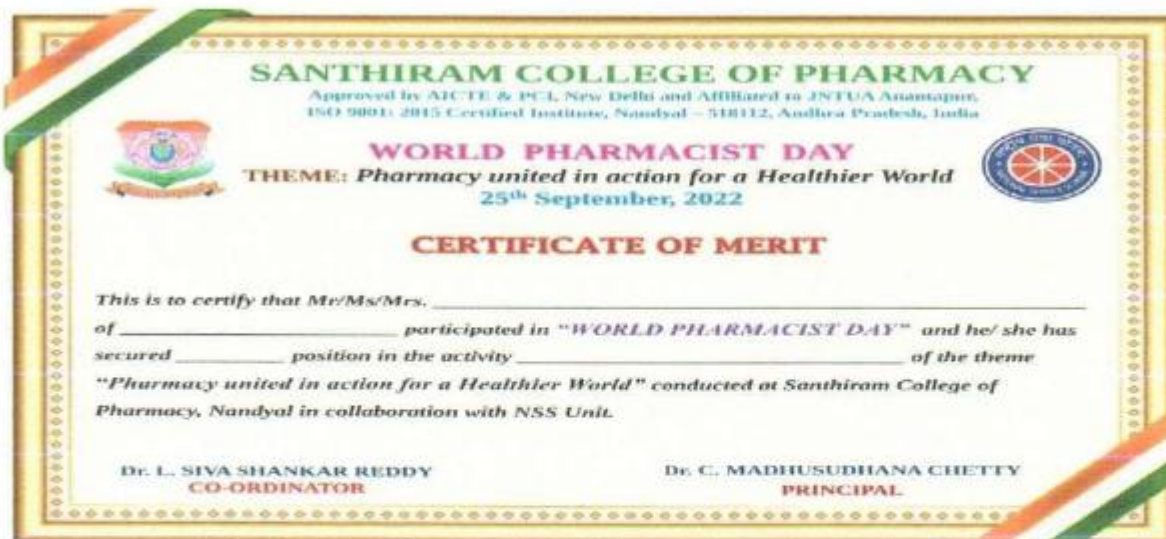 SANTHIRAM COLLEGE OF PHARMACY
Approved by AICTE & PCI, New Delhi and Affiliated to JNTUA Anantapur,
ISO 9001: 2015 Certified Institute, Nandyal – 518112, Andhra Pradesh, India
WORLD PHARMACIST DAY
THEME: Pharmacy united in action for a Healthier World
25th September, 2022
CERTIFICATE OF MERIT
This is to certify that Mr/Ms/Mrs.
of participated in “WORLD PHARMACIST DAY” and he/ she has
secured position in the activity of the theme
“Pharmacy united in action for a Healthier World” conducted at Santhiram College of
Pharmacy, Nandyal in collaboration with NSS Unit.
Dr. L. SIVA SHANKAR REDDY
CO-ORDINATOR
Dr. C. MADHUSUDHANA CHETTY
PRINCIPAL